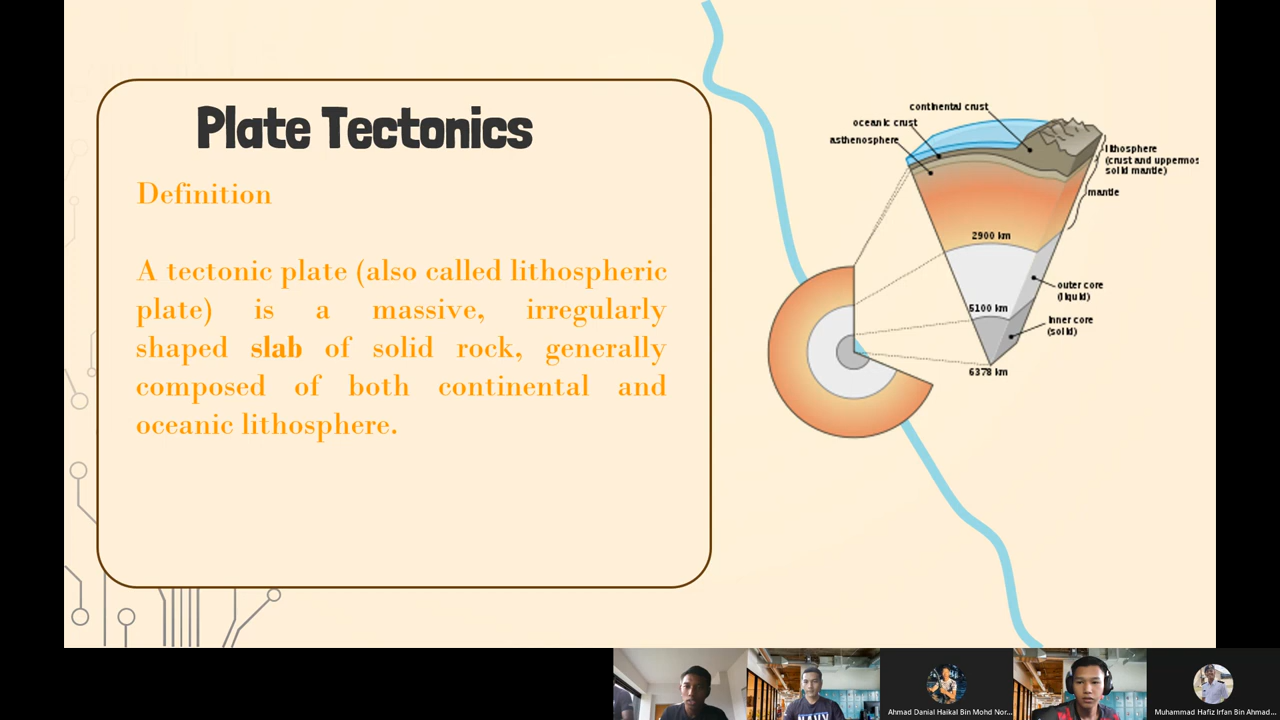 Plate Tectonics
Definition
A tectonic plate (also called lithospheric
plate) is a massive, irregularly
shaped slab of solid rock, generally
composed of both continental and
oceanic lithosphere.
continental crust
oceanic crust
asthenosphere
lithosphere
(crust and uppermos
solid mantle)
mantle
2900 km
outer core
(liquid)
5100 km
inner core
(solid)
6378 km
NAVY
Ahmad Danial Haikal Bin Mohd Nor...
Muhammad Hafiz Irfan Bin Ahmad...